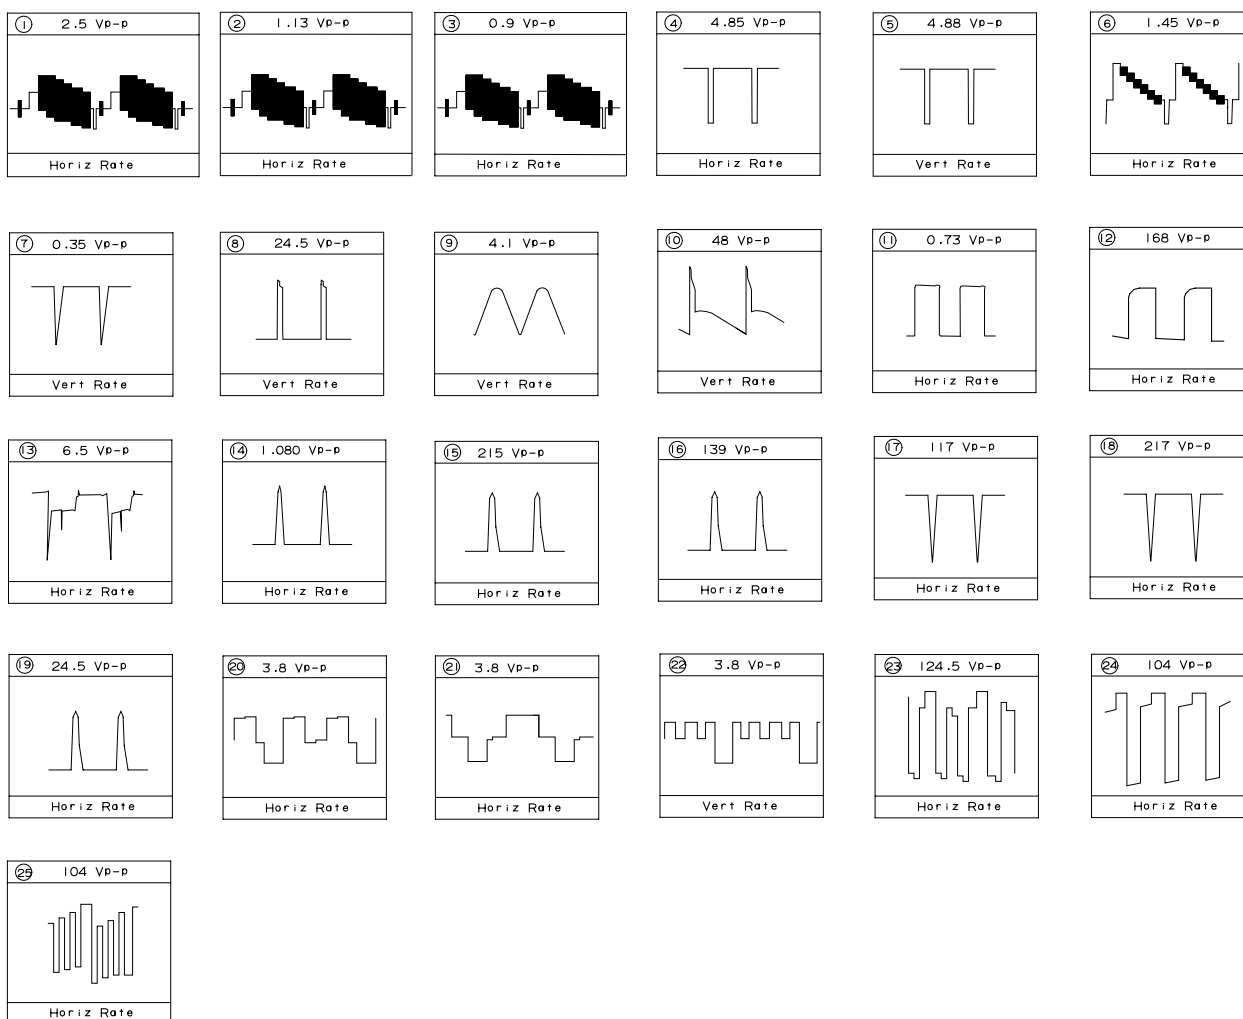 1 2.5 Vp-p
2 1.13 Vp-p
3 0.9 Vp-p
4 4.85 Vp-p
5 4.88 Vp-p
6 1.45 Vp-p
Horiz Rate
Horiz Rate
Horiz Rate
Horiz Rate
Vert Rate
Horiz Rate
7 0.35 Vp-p
8 24.5 Vp-p
9 4.1 Vp-p
10 48 Vp-p
11 0.73 Vp-p
12 168 Vp-p
Vert Rate
Vert Rate
Vert Rate
Vert Rate
Horiz Rate
Horiz Rate
13 6.5 Vp-p
14 1.080 Vp-p
15 215 Vp-p
16 139 Vp-p
17 117 Vp-p
18 217 Vp-p
Horiz Rate
Horiz Rate
Horiz Rate
Horiz Rate
Horiz Rate
Horiz Rate
19 24.5 Vp-p
20 3.8 Vp-p
21 3.8 Vp-p
22 3.8 Vp-p
23 124.5 Vp-p
24 104 Vp-p
Horiz Rate
Horiz Rate
Horiz Rate
Vert Rate
Horiz Rate
Horiz Rate
25 104 Vp-p
Horiz Rate